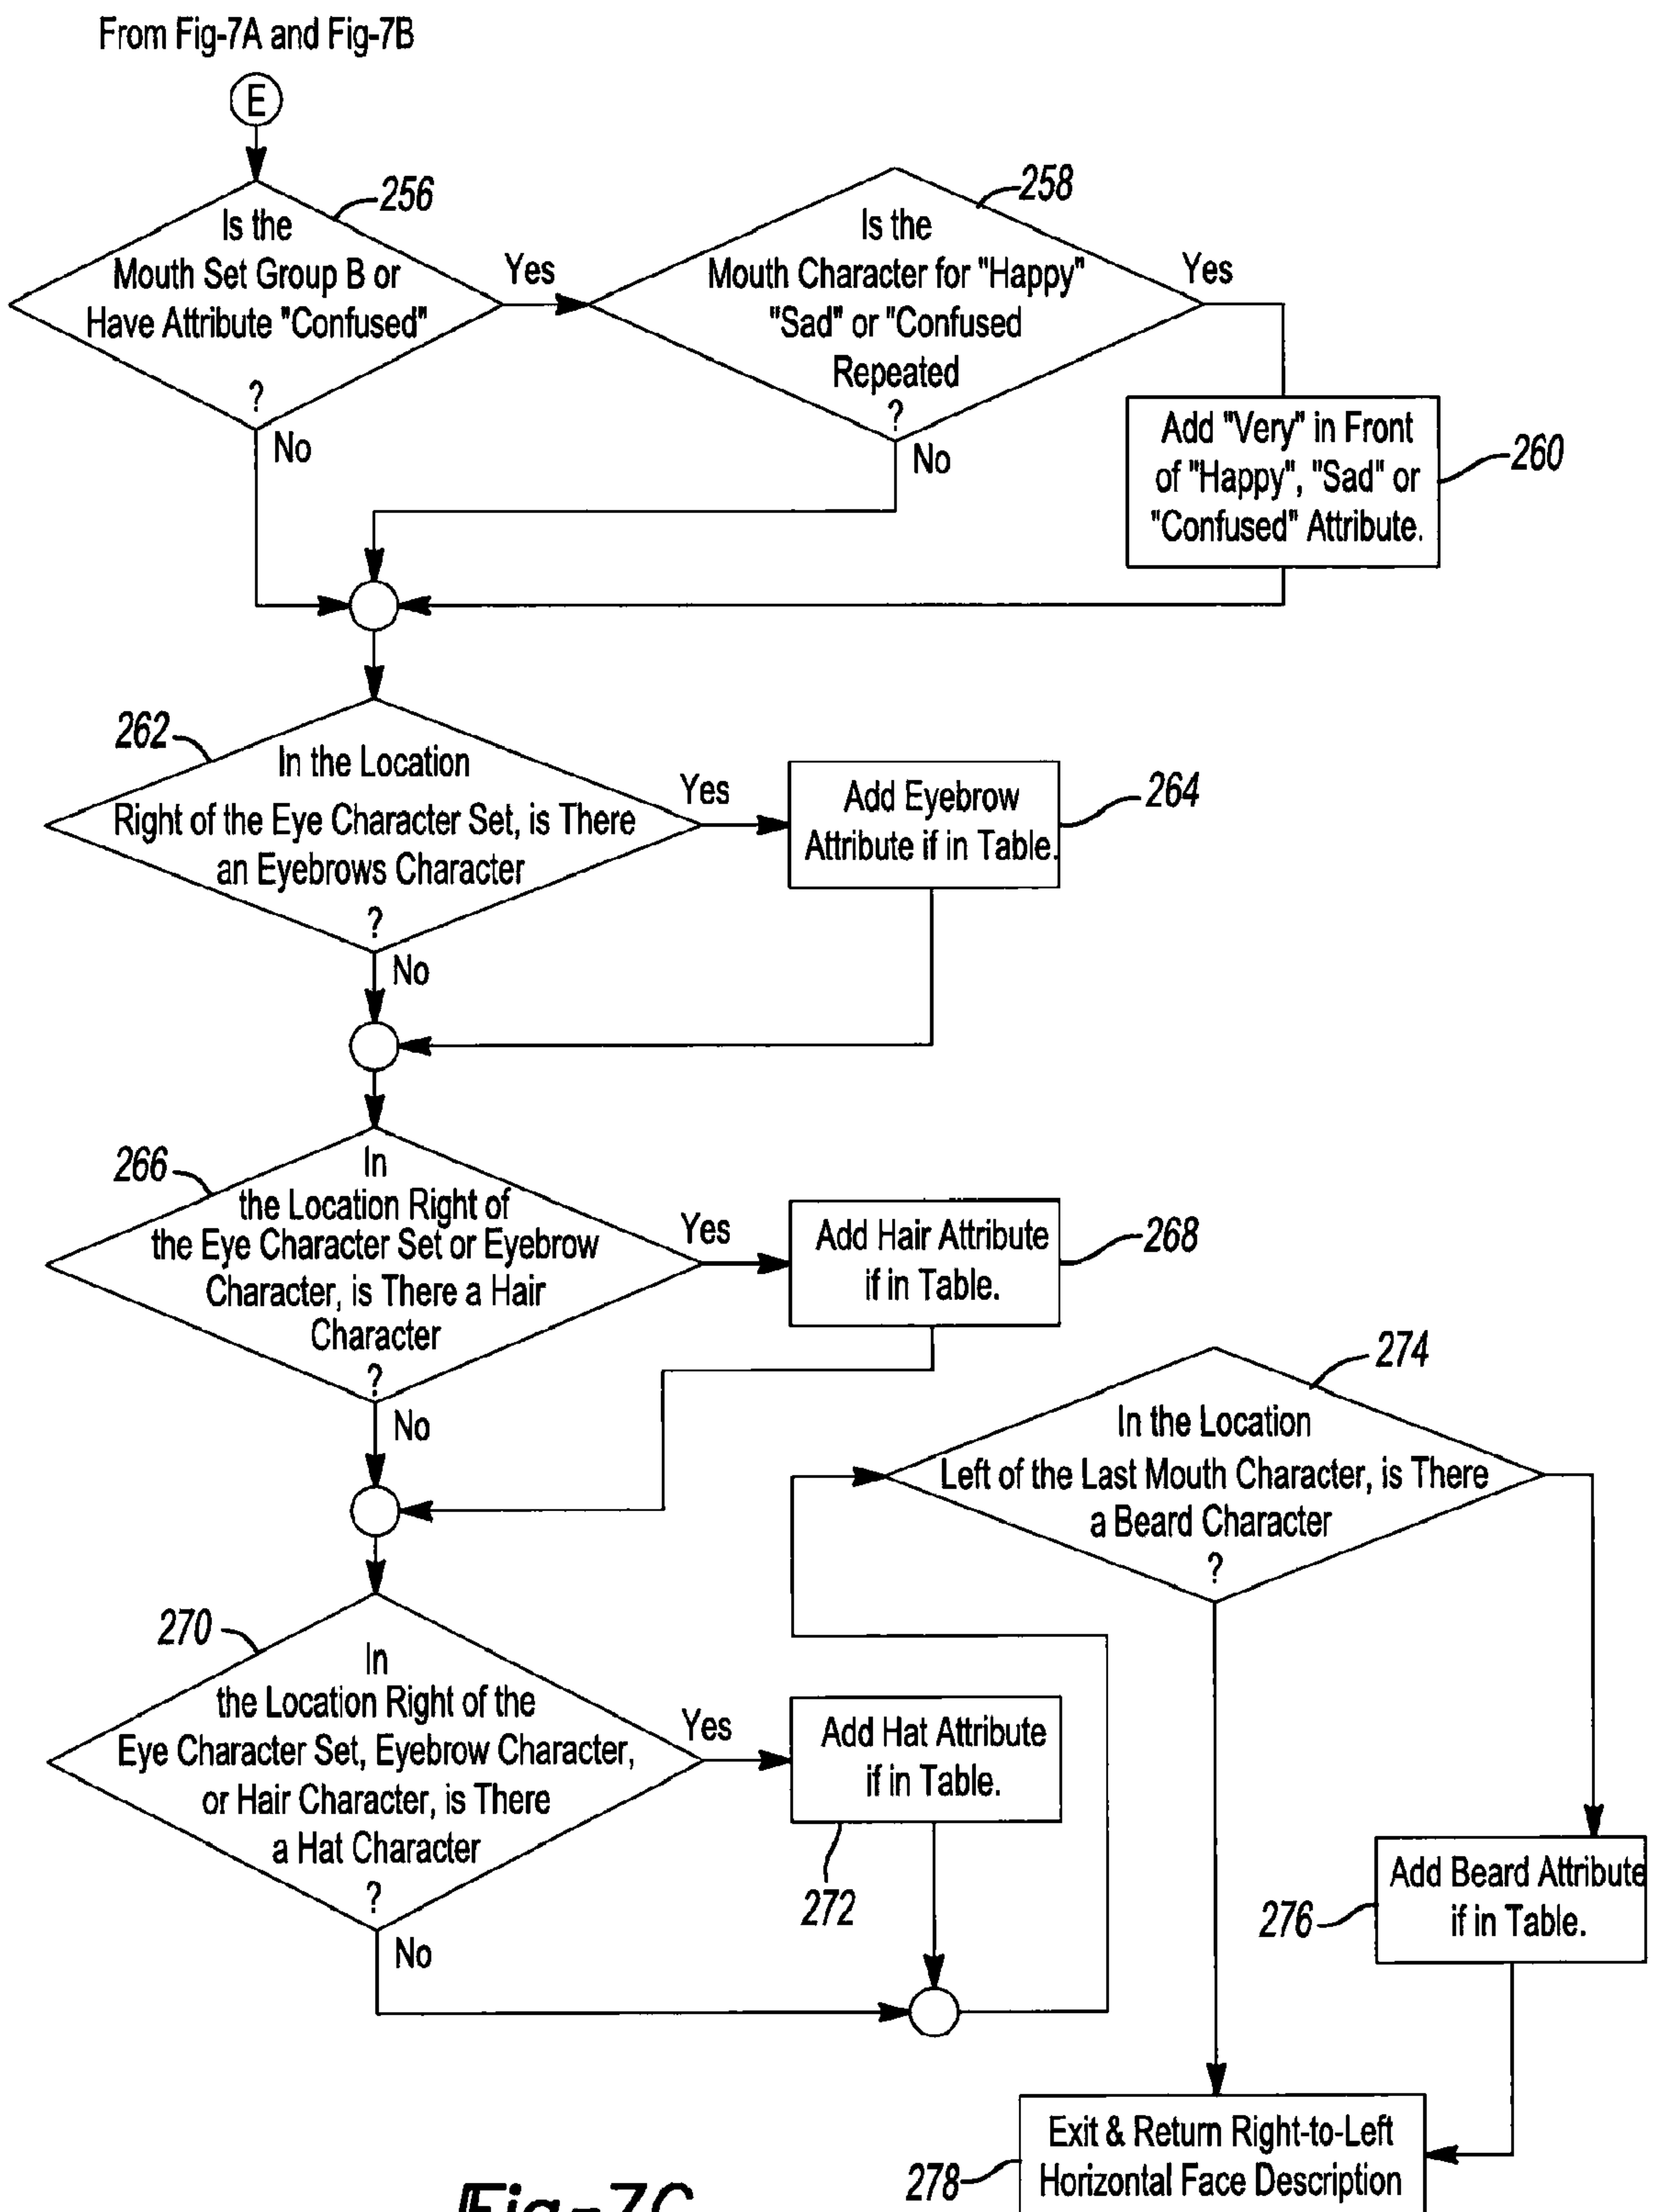 From Fig-7A and Fig-7B
E
256
Is the
Mouth Set Group B or
Have Attribute "Confused"
?
Yes
No
258
Is the
Mouth Character for "Happy"
"Sad" or "Confused
Repeated
?
Yes
No
Add "Very" in Front
of "Happy", "Sad" or
"Confused" Attribute.
260
262
In the Location
Right of the Eye Character Set, is There
an Eyebrows Character
?
Yes
No
Add Eyebrow
Attribute if in Table.
264
266
In
the Location Right of
the Eye Character Set or Eyebrow
Character, is There a Hair
Character
?
Yes
No
Add Hair Attribute
if in Table.
268
270
In
the Location Right of the
Eye Character Set, Eyebrow Character,
or Hair Character, is There
a Hat Character
?
Yes
No
Add Hat Attribute
if in Table.
272
274
In the Location
Left of the Last Mouth Character, is There
a Beard Character
?
Add Beard Attribute
if in Table.
276
Exit & Return Right-to-Left
Horizontal Face Description
278
Fig-7C